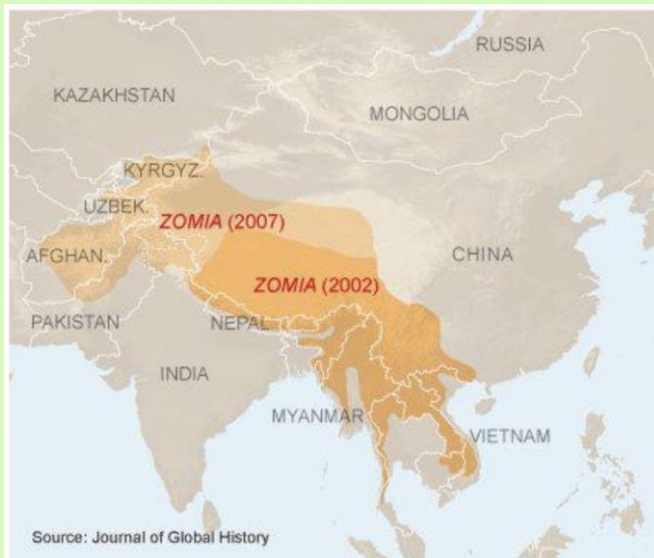 RUSSIA
KAZAKHSTAN
MONGOLIA
KYRGYZ.
UZBEK.
ZOMIA (2007)
AFGHAN.
CHINA
ZOMIA (2002)
PAKISTAN
NEPAL
INDIA
MYANMAR
VIETNAM
Source: Journal of Global History